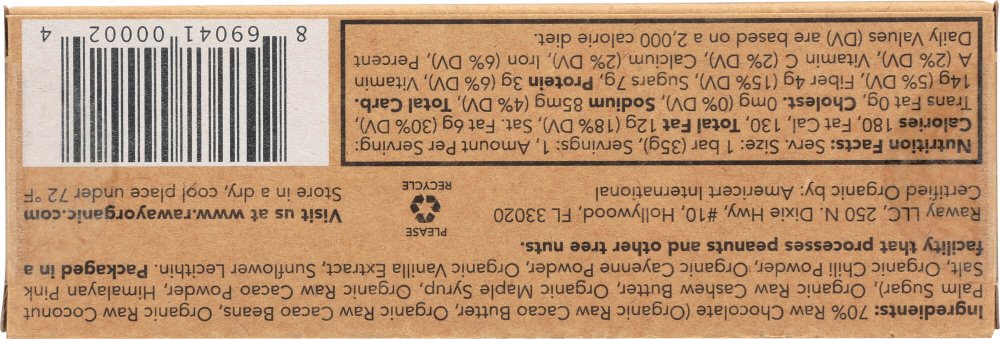 Ingredients: 70% Raw Chocolate (Organic Raw Cacao Butter, Organic Raw Cacao Beans, Organic Raw Coconut
Palm Sugar), Organic Raw Cashew Butter, Organic Maple Syrup, Organic Raw Cacao Powder, Himalayan Pink
Salt, Organic Chili Powder, Organic Cayenne Powder, Organic Vanilla Extract, Sunflower Lecithin. Packaged in a
facility that processes peanuts and other tree nuts.
Raway LLC, 250 N. Dixie Hwy, #10, Hollywood, FL 33020
Certified Organic by: Americert International
PLEASE
RECYCLE
Visit us at www.rawayorganic.com
Store in a dry, cool place under 72 °F
Nutrition Facts: Serv. Size: 1 bar (35g), Servings: 1, Amount Per Serving:
Calories 180, Fat Cal, 130, Total Fat 12g (18% DV), Sat. Fat 6g (30% DV),
Trans Fat 0g, Cholest. 0mg (0% DV), Sodium 85mg (4% DV), Total Carb.
14g (5% DV), Fiber 4g (15% DV), Sugars 7g, Protein 3g (6% DV), Vitamin
A (2% DV), Vitamin C (2% DV), Calcium (2% DV), Iron (6% DV), Percent
Daily Values (DV) are based on a 2,000 calorie diet.
8 69041 00002 4